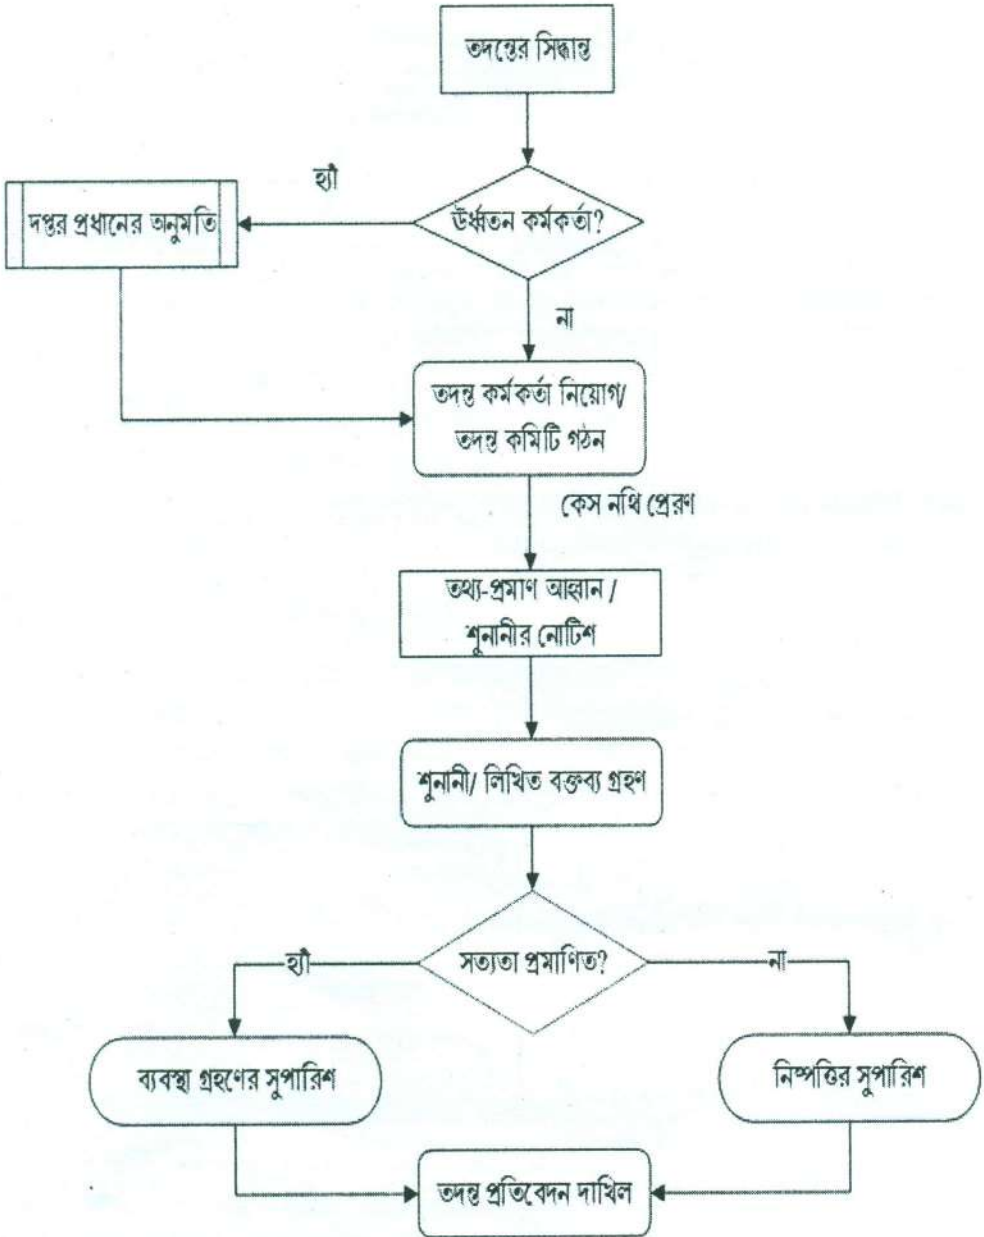 তদন্তের সিদ্ধান্ত
হ্যাঁ
উর্ধ্বতন কর্মকর্তা?
দপ্তর প্রধানের অনুমতি
না
তদন্ত কর্মকর্তা নিয়োগ/
তদন্ত কমিটি গঠন
কেস নথি প্রেরণ
তথ্য-প্রমাণ আহ্বান /
শুনানীর নোটিশ
শুনানী/ লিখিত বক্তব্য গ্রহণ
সত্যতা প্রমাণিত?
হ্যাঁ
না
ব্যবস্থা গ্রহণের সুপারিশ
নিষ্পত্তির সুপারিশ
তদন্ত প্রতিবেদন দাখিল